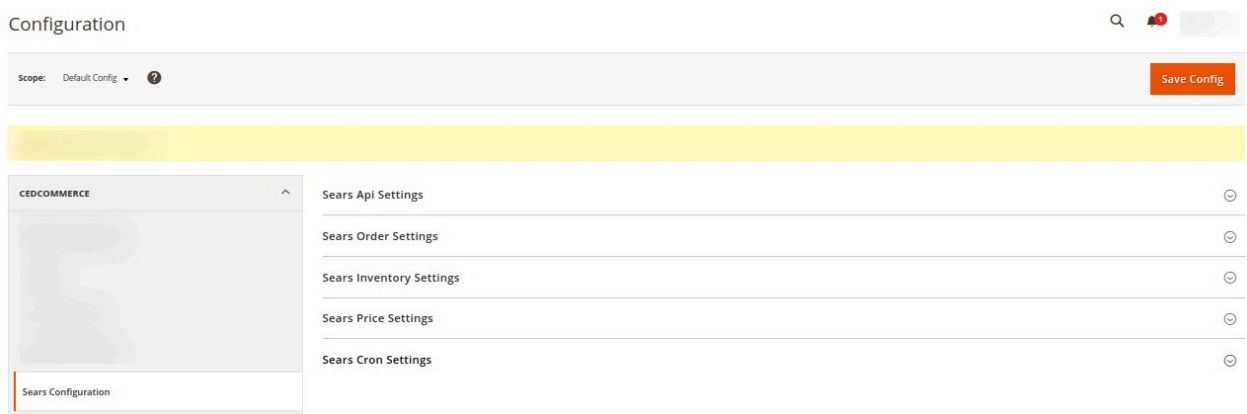 Configuration
1
Scope: Default Config
?
Save Config
CEDCOMMERCE
Sears Configuration
Sears Api Settings
Sears Order Settings
Sears Inventory Settings
Sears Price Settings
Sears Cron Settings